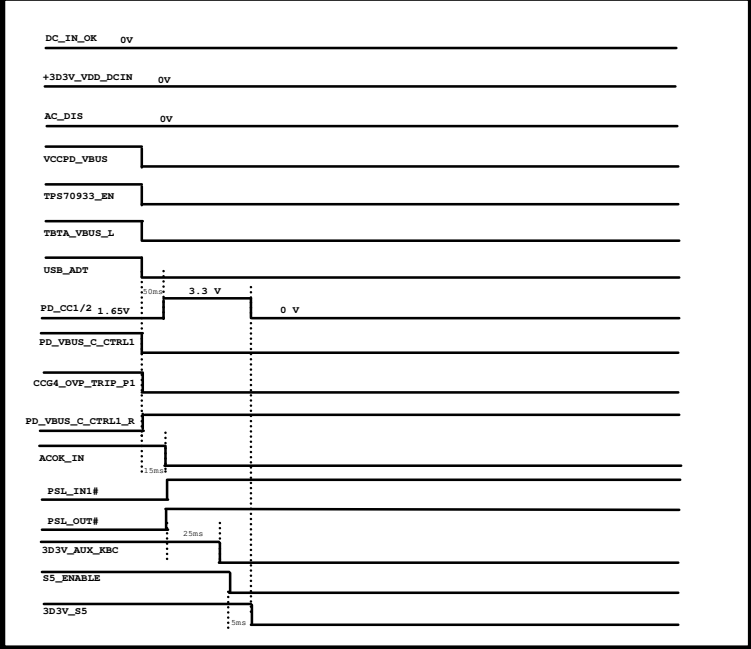 DC_IN_OK 0V
+3D3V_VDD_DCIN 0V
AC_DIS 0V
VCCPD_VBUS
TPS70933_EN
TBTA_VBUS_L
USB_ADT
50ms 3.3 V
PD_CC1/2 1.65V 0 V
PD_VBUS_C_CTRL1
CCG4_OVP_TRIP_P1
PD_VBUS_C_CTRL1_R
ACOK_IN
15ms
PSL_IN1#
PSL_OUT#
25ms
3D3V_AUX_KBC
S5_ENABLE
3D3V_S5
5ms